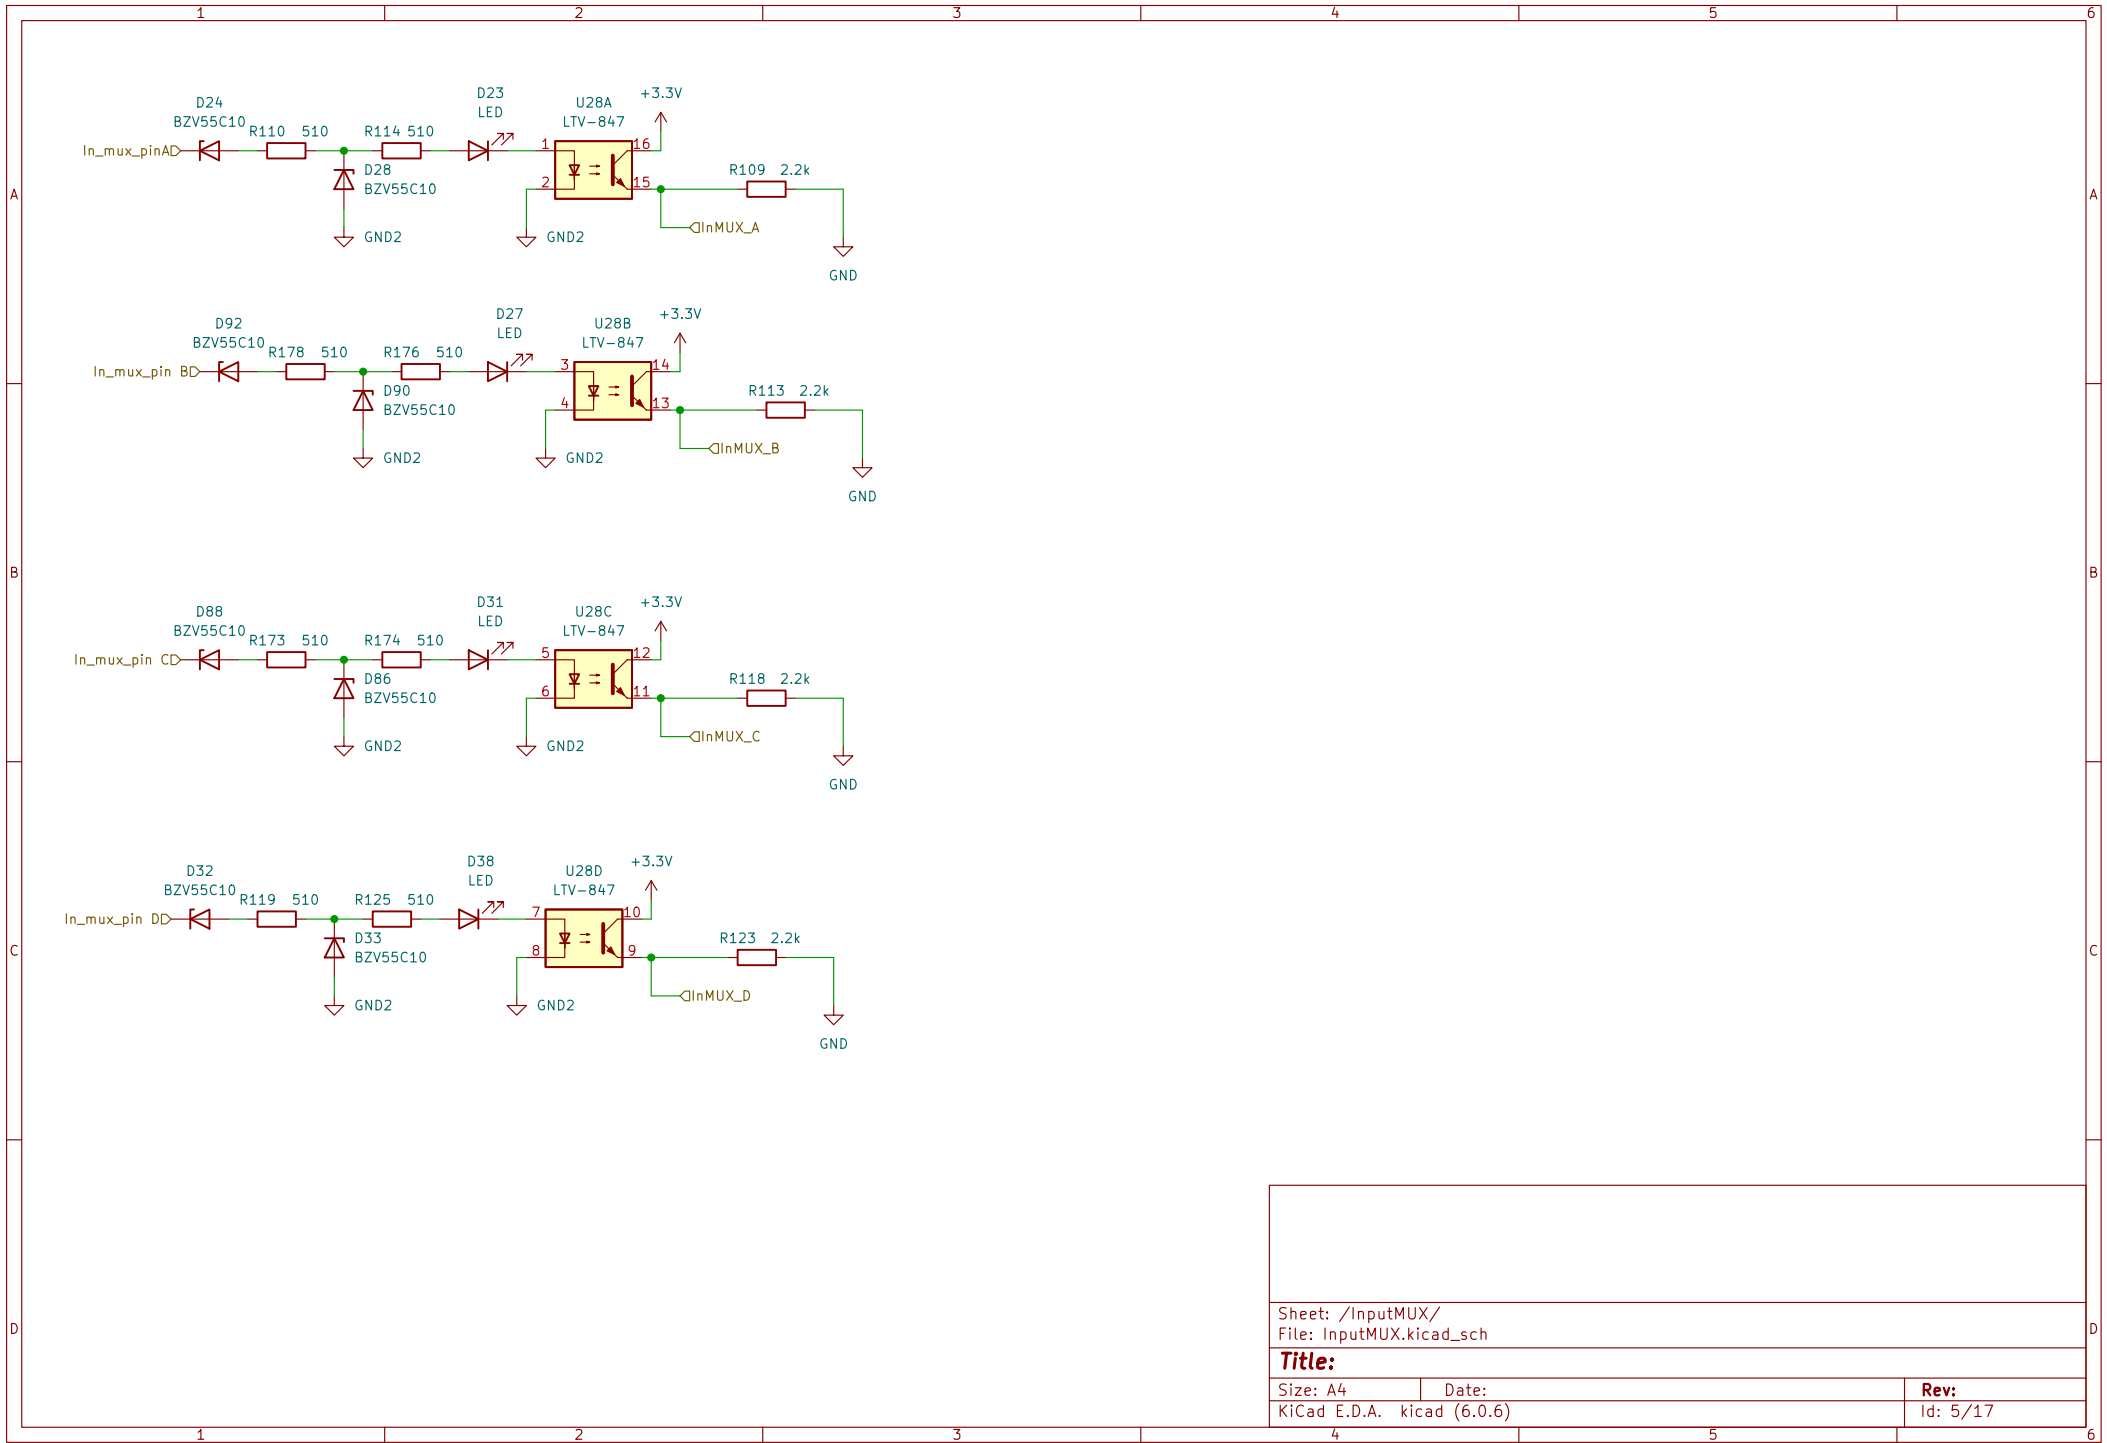 1 2 3 4 5 6
D24
BZV55C10
In_mux_pinA
R110 510
R114 510
D28
BZV55C10
GND2
D23
LED
U28A
LTV-847
+3.3V
1
2
16
15
GND2
R109 2.2k
InMUX_A
GND
A A
D92
BZV55C10
In_mux_pin B
R178 510
R176 510
D90
BZV55C10
GND2
D27
LED
U28B
LTV-847
+3.3V
3
4
14
13
GND2
R113 2.2k
InMUX_B
GND
B B
D88
BZV55C10
In_mux_pin C
R173 510
R174 510
D86
BZV55C10
GND2
D31
LED
U28C
LTV-847
+3.3V
5
6
12
11
GND2
R118 2.2k
InMUX_C
GND
C C
D32
BZV55C10
In_mux_pin D
R119 510
R125 510
D33
BZV55C10
GND2
D38
LED
U28D
LTV-847
+3.3V
7
8
10
9
GND2
R123 2.2k
InMUX_D
GND
D D
Sheet: /InputMUX/
File: InputMUX.kicad_sch
Title:
Size: A4 Date: Rev:
KiCad E.D.A. kicad (6.0.6) Id: 5/17
1 2 3 4 5 6